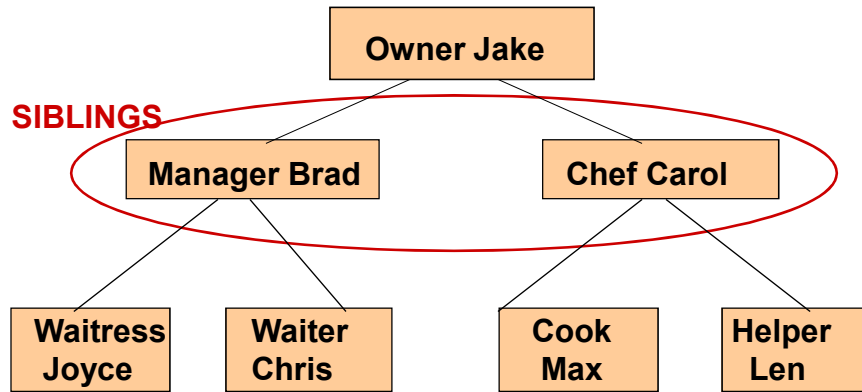 Owner Jake
SIBLINGS
Manager Brad
Chef Carol
Waitress
Joyce
Waiter
Chris
Cook
Max
Helper
Len